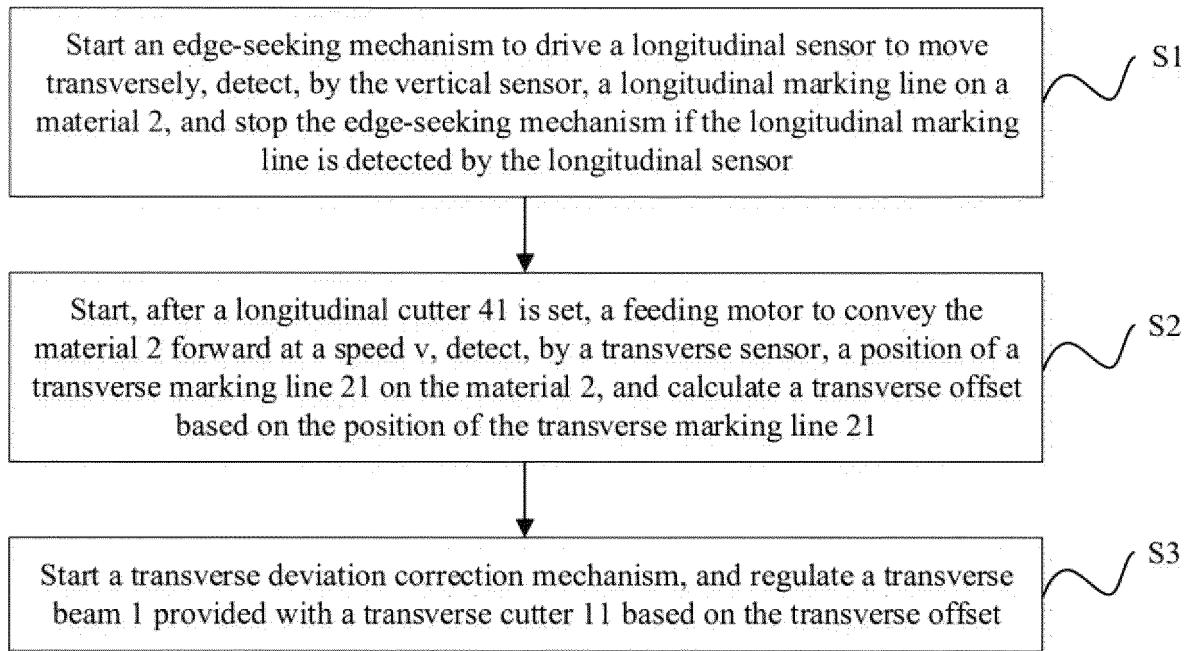 Start an edge-seeking mechanism to drive a longitudinal sensor to move
transversely, detect, by the vertical sensor, a longitudinal marking line on a
material 2, and stop the edge-seeking mechanism if the longitudinal marking
line is detected by the longitudinal sensor
S1
Start, after a longitudinal cutter 41 is set, a feeding motor to convey the
material 2 forward at a speed v, detect, by a transverse sensor, a position of a
transverse marking line 21 on the material 2, and calculate a transverse offset
based on the position of the transverse marking line 21
S2
Start a transverse deviation correction mechanism, and regulate a transverse
beam 1 provided with a transverse cutter 11 based on the transverse offset
S3